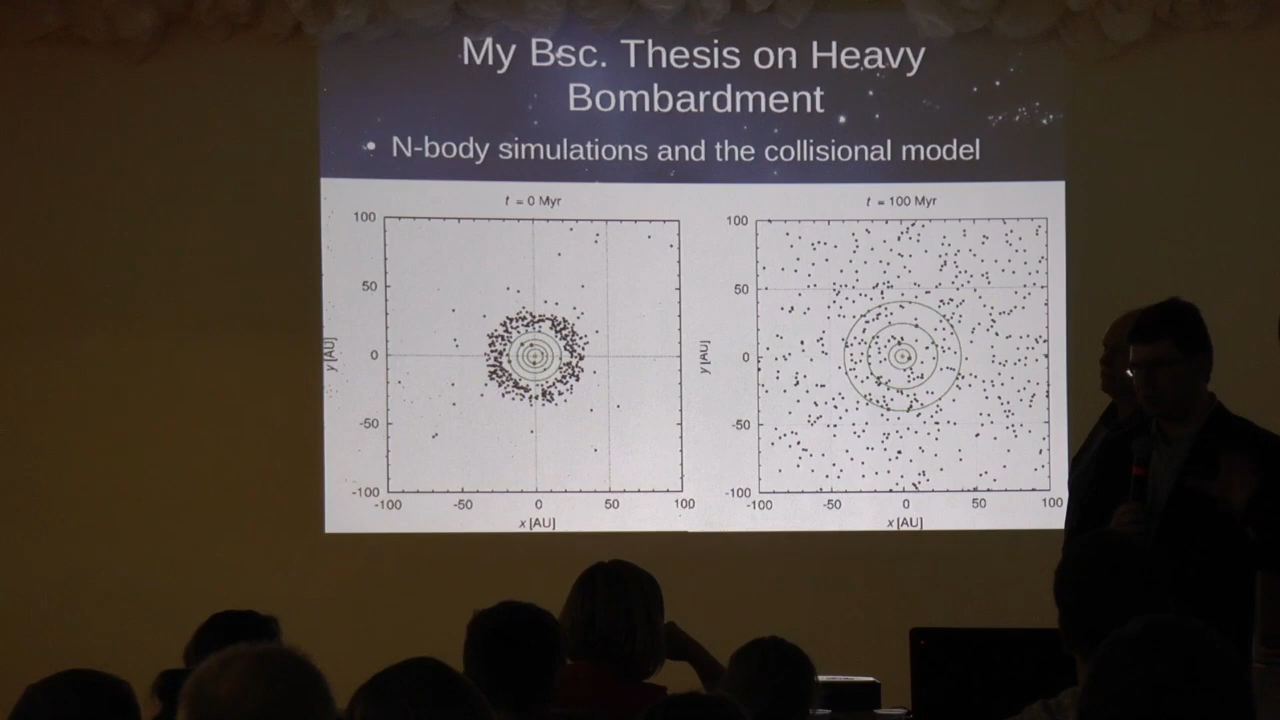 My Bsc. Thesis on Heavy
Bombardment
• N-body simulations and the collisional model
t = 0 Myr
100
50
0
-50
-100
-100 -50 0 50 100
x [AU]
y [AU]
t = 100 Myr
100
50
0
-50
-100
-100 -50 0 50 100
x [AU]
y [AU]